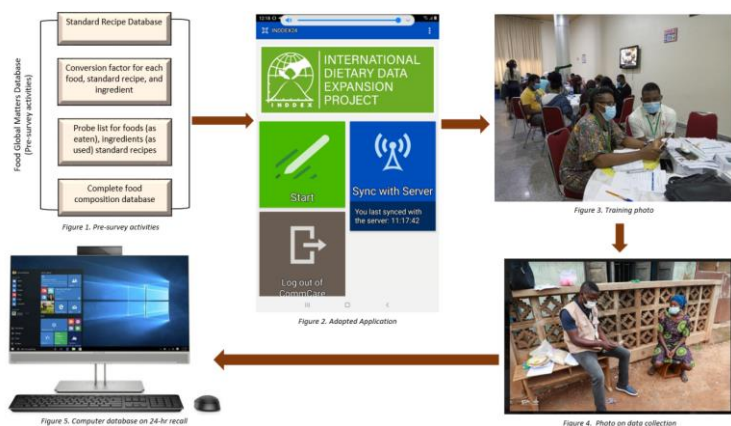 Food Global Matters Database
(Pre-survey activities)
Standard Recipe Database
Conversion factor for each
food, standard recipe, and
ingredient
Probe list for foods (as
eaten), ingredients (as
used) standard recipes
Complete food
composition database
Figure 1. Pre-survey activities
12:18
INDDEX24
INTERNATIONAL
DIETARY DATA
EXPANSION
PROJECT
INDDEX
Start
Sync with Server
You last synced with
the server: 11:17:42
Log out of
CommCare
Figure 2. Adapted Application
Figure 3. Training photo
Figure 4. Photo on data collection
Figure 5. Computer database on 24-hr recall